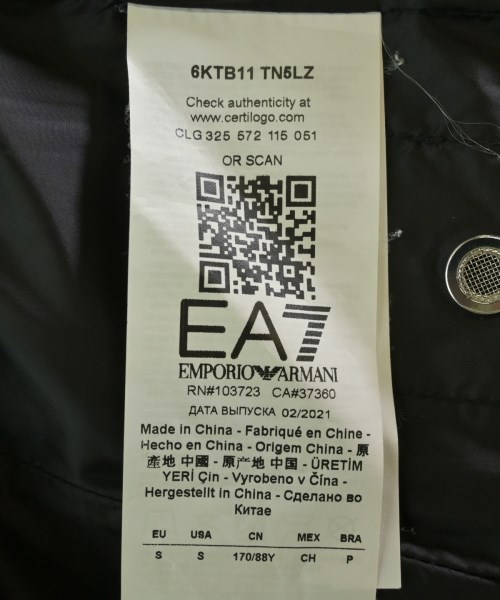 6KTB11 TN5LZ
Check authenticity at
www.certilogo.com
CLG 325 572 115 051
OR SCAN
EA7
EMPORIO ARMANI
RN#103723 CA#37360
ДАТА ВЫПУСКА 02/2021
Made in China - Fabriqué en Chine -
Hecho en China - Origem China - 原
產地 中國 - 原产地 中国 - ÜRETİM
YERİ Çin - Vyrobeno v Čína -
Hergestellt in China - Сделано во
Китае
EU USA CN MEX BRA
S S 170/88Y CH P